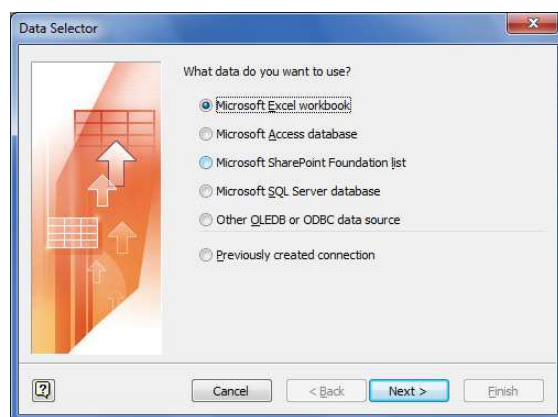 Data Selector
What data do you want to use?
Microsoft Excel workbook
Microsoft Access database
Microsoft SharePoint Foundation list
Microsoft SQL Server database
Other OLEDB or ODBC data source
Previously created connection
?
Cancel
< Back
Next >
Finish